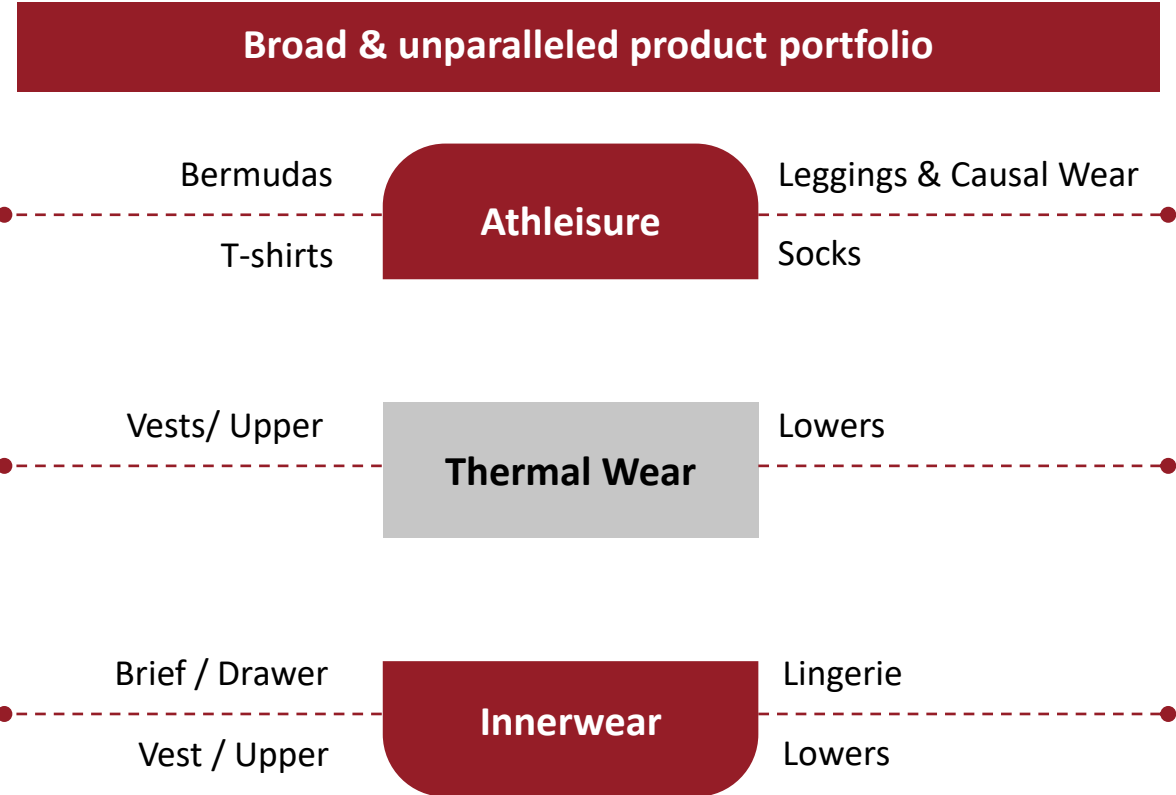 Broad & unparalleled product portfolio
Bermudas
T-shirts
Athleisure
Leggings & Causal Wear
Socks
Vests/ Upper
Thermal Wear
Lowers
Brief / Drawer
Vest / Upper
Innerwear
Lingerie
Lowers